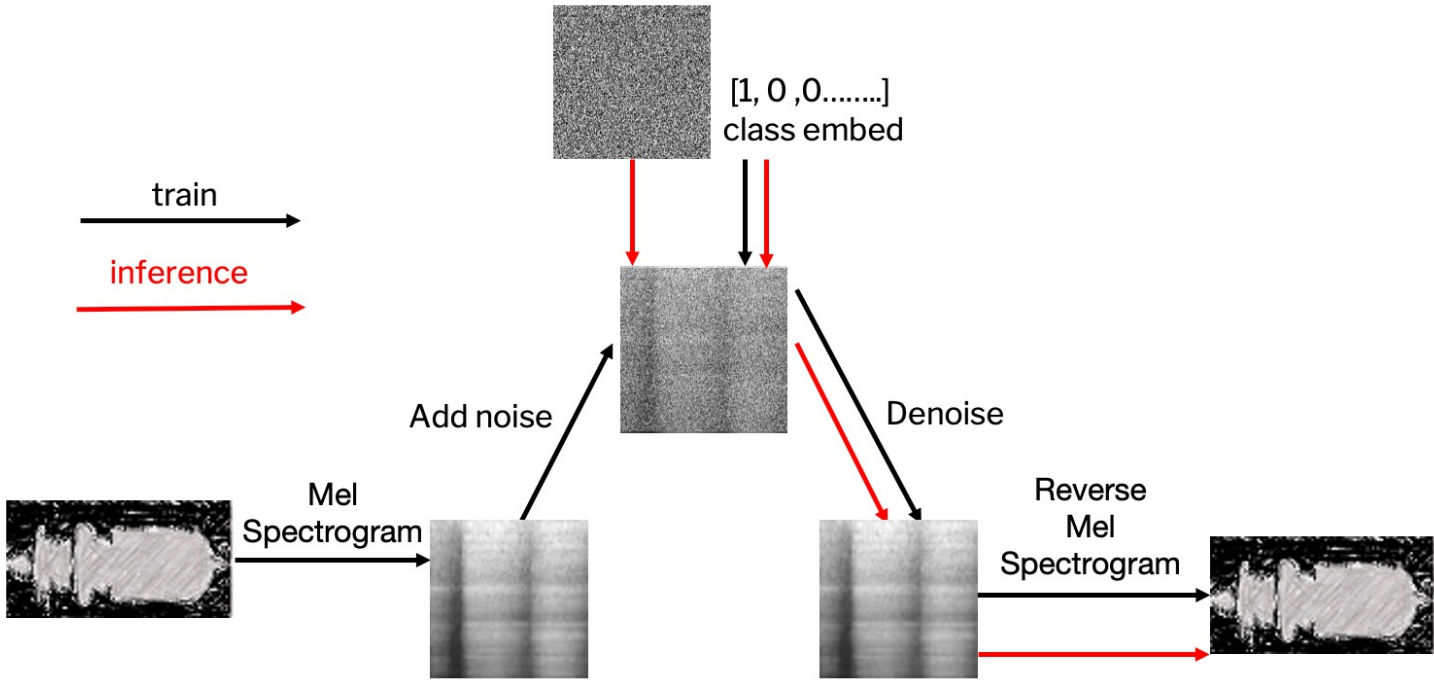 [1, 0 ,0........]
class embed
train
inference
Add noise
Denoise
Mel
Spectrogram
Reverse
Mel
Spectrogram